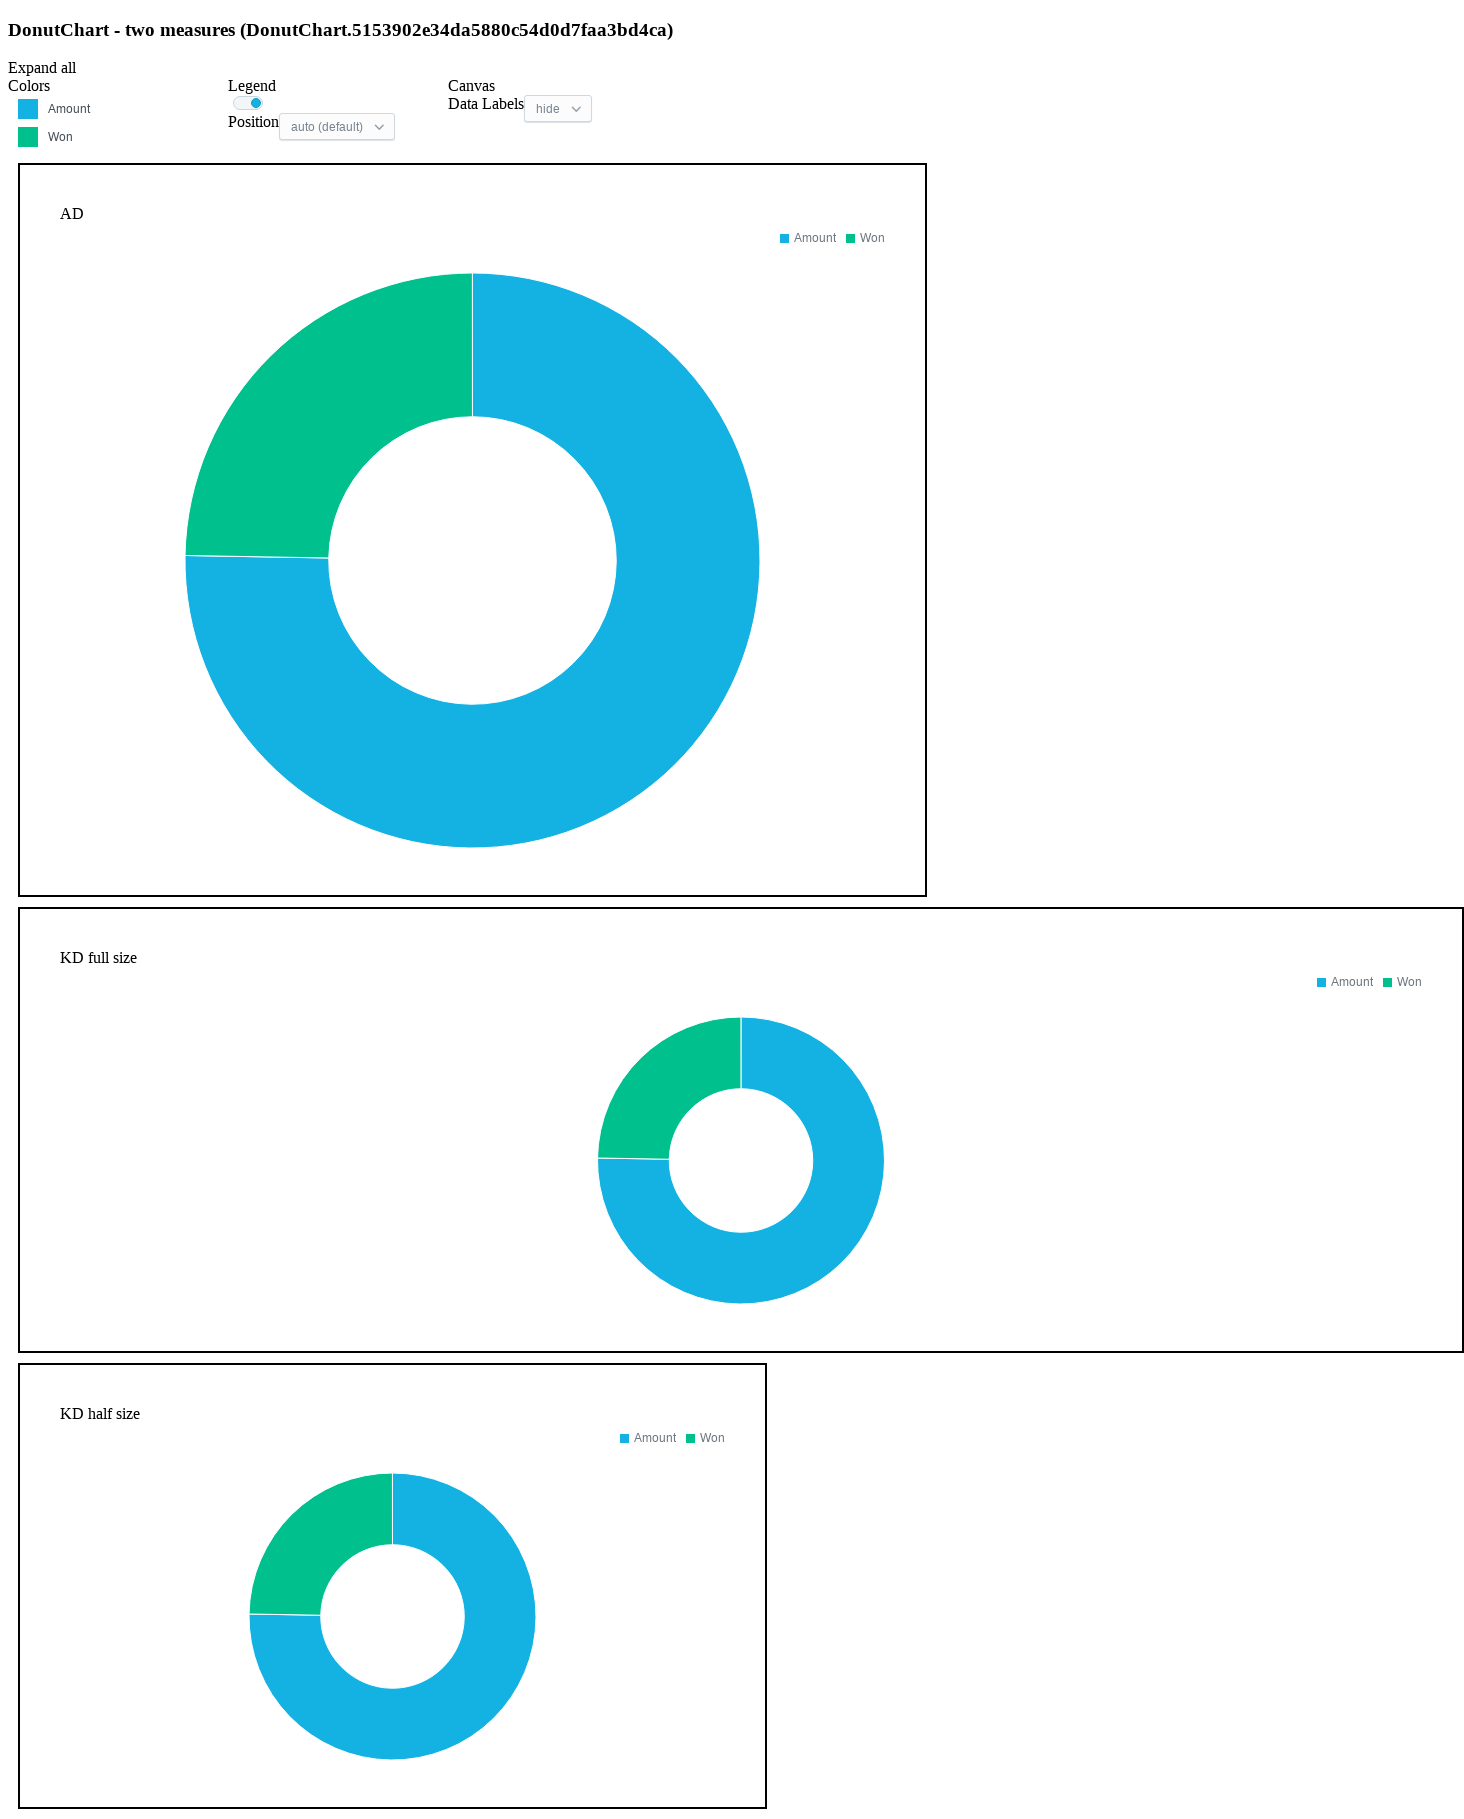 DonutChart - two measures (DonutChart.5153902e34da5880c54d0d7faa3bd4ca)
Expand all
Colors
Amount
Won
Legend
Position auto (default)
Canvas
Data Labels hide
AD
Amount Won
KD full size
Amount Won
KD half size
Amount Won